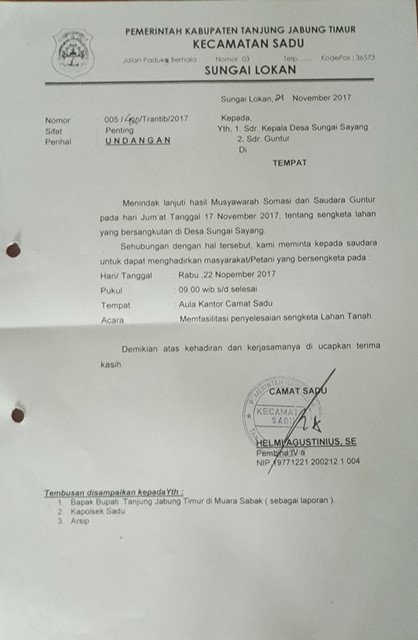 PEMERINTAH KABUPATEN TANJUNG JABUNG TIMUR
KECAMATAN SADU
Jalan Paduka Berhala Nomor 03 Telp. ..... KodePos : 36573
SUNGAI LOKAN
Sungai Lokan, 21 November 2017
Nomor 005 / /Trantib/2017
Sifat Penting
Perihal U N D A N G A N
Kepada,
Yth, 1. Sdr. Kepala Desa Sungai Sayang
2. Sdr. Guntur
Di
TEMPAT
Menindak lanjuti hasil Musyawarah Somasi dari Saudara Guntur
pada hari Jum'at Tanggal 17 November 2017, tentang sengketa lahan
yang bersangkutan di Desa Sungai Sayang.
Sehubungan dengan hal tersebut, kami meminta kepada saudara
untuk dapat menghadirkan masyarakat/Petani yang bersengketa pada :
Hari/ Tanggal Rabu ,22 Nopember 2017
Pukul 09.00 wib s/d selesai
Tempat Aula Kantor Camat Sadu
Acara Memfasilitasi penyelesaian sengketa Lahan Tanah
Demikian atas kehadiran dan kerjasamanya di ucapkan terima
kasih.
CAMAT SADU
KECAMATAN
SADU
HELMI AGUSTINIUS, SE
Pembina IV a
NIP. 19771221 200212 1 004
Tembusan disampaikan kepada Yth :
1. Bapak Bupati Tanjung Jabung Timur di Muara Sabak ( sebagai laporan ).
2. Kapolsek Sadu
3. Arsip